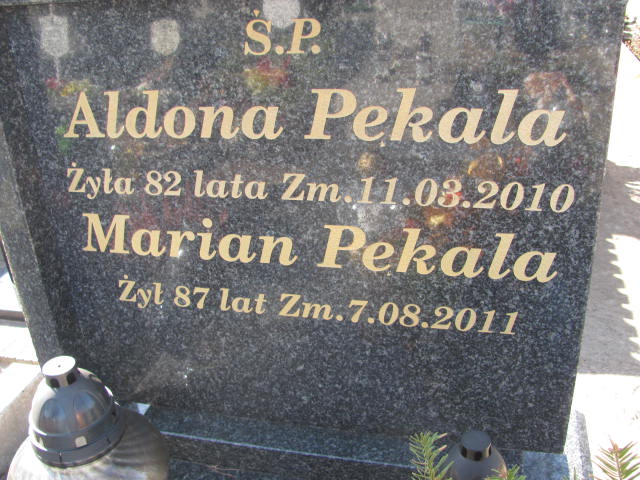 Ś.P.
Aldona Pekala
Żyła 82 lata Zm.11.03.2010
Marian Pekala
Żył 87 lat Zm.7.08.2011